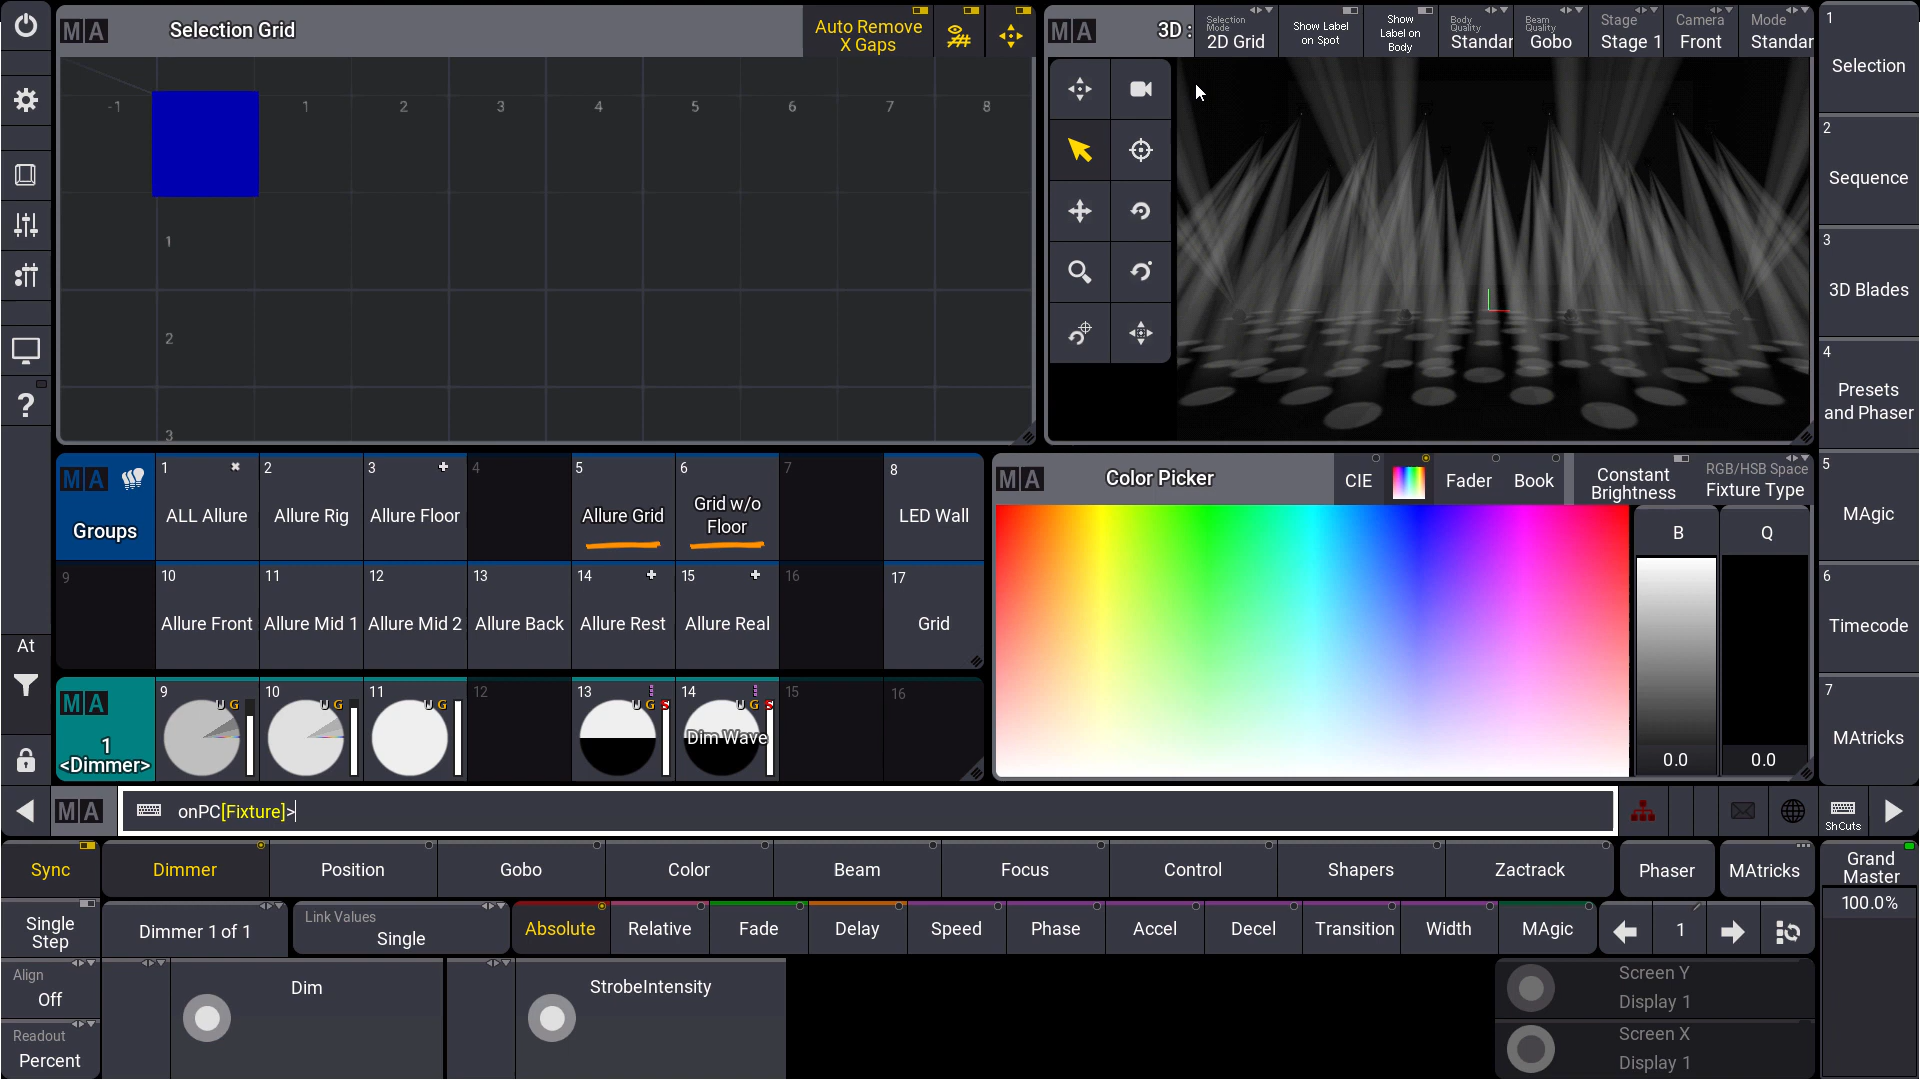 MA
Selection Grid
Auto Remove
X Gaps
-1
1
2
3
4
5
6
7
8
1
2
3
MA
3D :
Selection
Mode
2D Grid
Show Label
on Spot
Show
Label on
Body
Body
Quality
Standar
Beam
Quality
Gobo
Stage
Stage 1
Camera
Front
Mode
Standar
1
Selection
2
Sequence
3
3D Blades
4
Presets
and Phaser
5
MAgic
6
Timecode
7
MAtricks
?
At
MA
Groups
1
ALL Allure
2
Allure Rig
3
Allure Floor
4
5
Allure Grid
6
Grid w/o
Floor
7
8
LED Wall
9
10
Allure Front
11
Allure Mid 1
12
Allure Mid 2
13
Allure Back
14
Allure Rest
15
Allure Real
16
17
Grid
MA
1
<Dimmer>
9
U G
10
U G
11
U G
12
13
U G S
14
U G S
Dim Wave
15
16
MA
Color Picker
CIE
Fader
Book
Constant
Brightness
RGB/HSB Space
Fixture Type
B
Q
0.0
0.0
MA
onPC[Fixture]>
ShCuts
Sync
Dimmer
Position
Gobo
Color
Beam
Focus
Control
Shapers
Zactrack
Phaser
MAtricks
Grand
Master
100.0%
Single
Step
Dimmer 1 of 1
Link Values
Single
Absolute
Relative
Fade
Delay
Speed
Phase
Accel
Decel
Transition
Width
MAgic
1
Align
Off
Dim
StrobeIntensity
Screen Y
Display 1
Readout
Percent
Screen X
Display 1